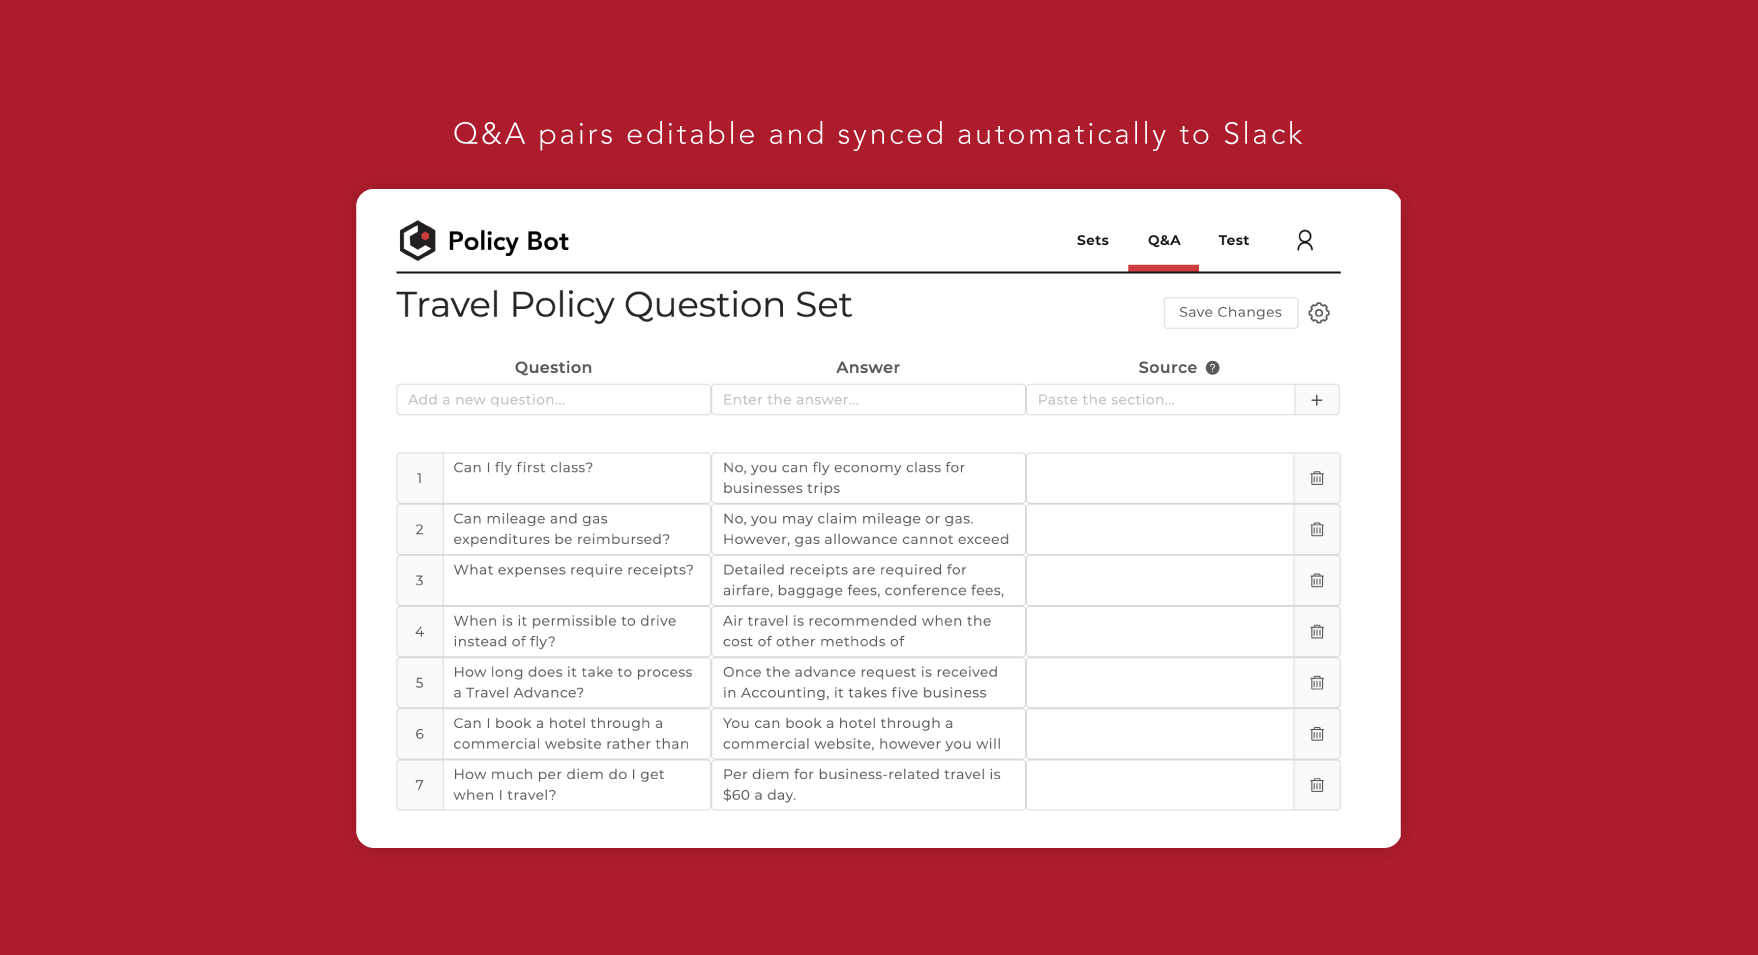 Q&A pairs editable and synced automatically to Slack
Policy Bot
Sets
Q&A
Test
Travel Policy Question Set
Save Changes
Question
Answer
Source ?
Add a new question...
Enter the answer...
Paste the section...
+
1
Can I fly first class?
No, you can fly economy class for
businesses trips
2
Can mileage and gas
expenditures be reimbursed?
No, you may claim mileage or gas.
However, gas allowance cannot exceed
3
What expenses require receipts?
Detailed receipts are required for
airfare, baggage fees, conference fees,
4
When is it permissible to drive
instead of fly?
Air travel is recommended when the
cost of other methods of
5
How long does it take to process
a Travel Advance?
Once the advance request is received
in Accounting, it takes five business
6
Can I book a hotel through a
commercial website rather than
You can book a hotel through a
commercial website, however you will
7
How much per diem do I get
when I travel?
Per diem for business-related travel is
$60 a day.